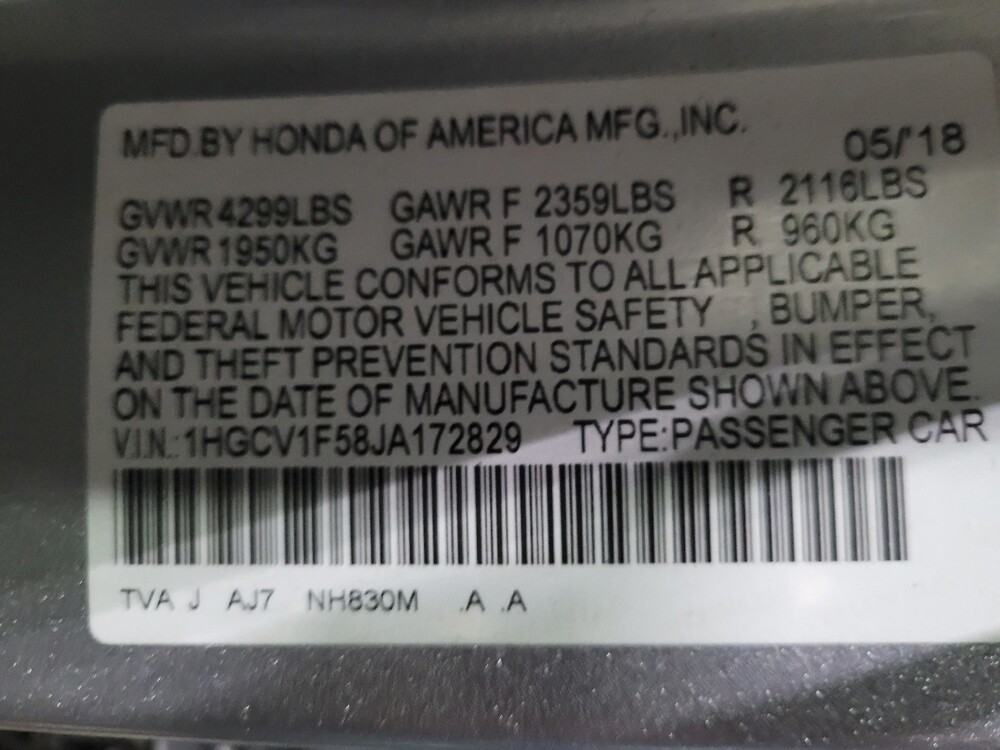 MFD.BY HONDA OF AMERICA MFG.,INC.
05/'18
GVWR 4299LBS GAWR F 2359LBS R 2116LBS
GVWR 1950KG GAWR F 1070KG R 960KG
THIS VEHICLE CONFORMS TO ALL APPLICABLE
FEDERAL MOTOR VEHICLE SAFETY , BUMPER,
AND THEFT PREVENTION STANDARDS IN EFFECT
ON THE DATE OF MANUFACTURE SHOWN ABOVE.
V.I.N.:1HGCV1F58JA172829 TYPE:PASSENGER CAR
TVA J AJ7 NH830M .A .A